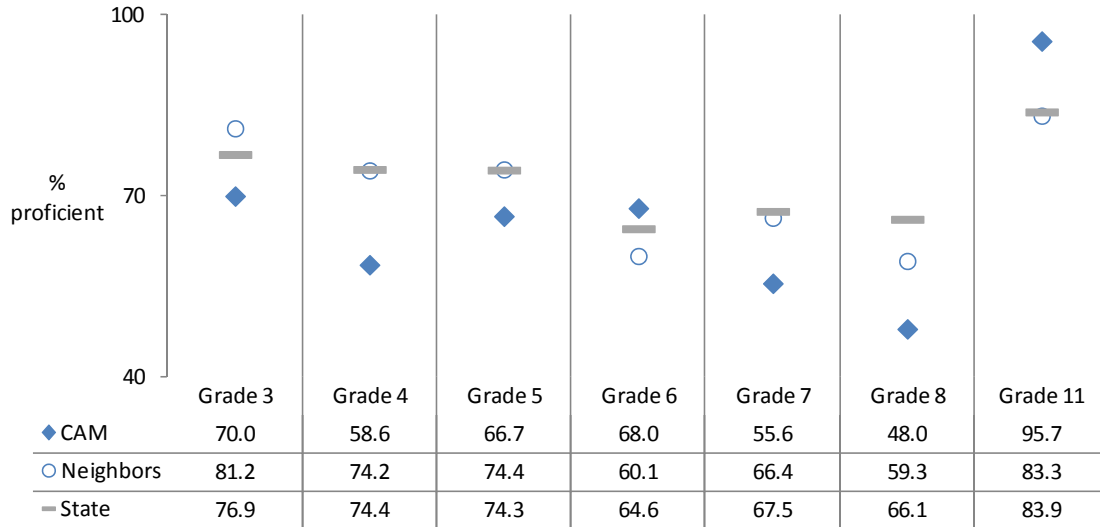 100
%
proficient
70
40
Grade 3 Grade 4 Grade 5 Grade 6 Grade 7 Grade 8 Grade 11
CAM 70.0 58.6 66.7 68.0 55.6 48.0 95.7
Neighbors 81.2 74.2 74.4 60.1 66.4 59.3 83.3
State 76.9 74.4 74.3 64.6 67.5 66.1 83.9